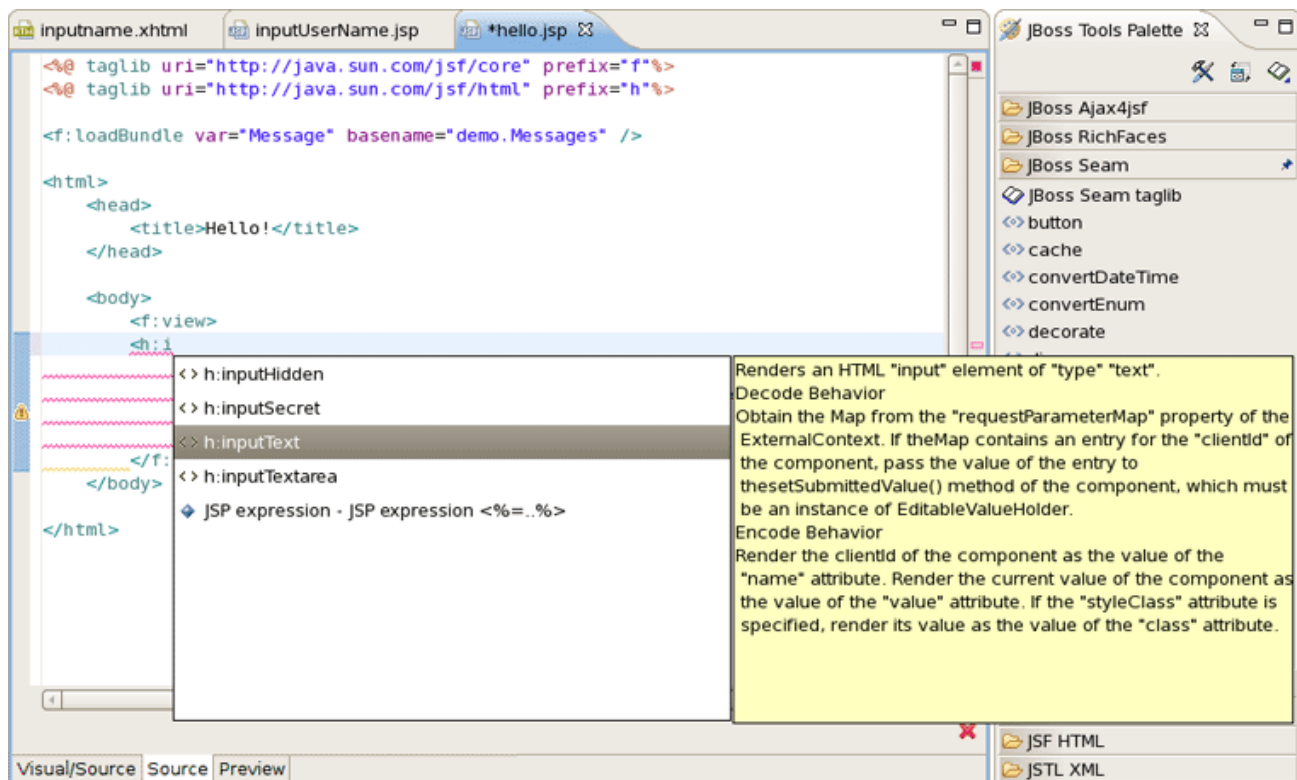 inputname.xhtml
inputUserName.jsp
*hello.jsp
JBoss Tools Palette
<%@ taglib uri="http://java.sun.com/jsf/core" prefix="f"%>
<%@ taglib uri="http://java.sun.com/jsf/html" prefix="h"%>
<f:loadBundle var="Message" basename="demo.Messages" />
<html>
<head>
<title>Hello!</title>
</head>
<body>
<f:view>
<h:i
</f:
</body>
</html>
h:inputHidden
h:inputSecret
h:inputText
h:inputTextarea
JSP expression - JSP expression <%=..%>
Renders an HTML "input" element of "type" "text".
Decode Behavior
Obtain the Map from the "requestParameterMap" property of the
ExternalContext. If theMap contains an entry for the "clientId" of
the component, pass the value of the entry to
thesetSubmittedValue() method of the component, which must
be an instance of EditableValueHolder.
Encode Behavior
Render the clientId of the component as the value of the
"name" attribute. Render the current value of the component as
the value of the "value" attribute. If the "styleClass" attribute is
specified, render its value as the value of the "class" attribute.
JBoss Ajax4jsf
JBoss RichFaces
JBoss Seam
JBoss Seam taglib
button
cache
convertDateTime
convertEnum
decorate
JSF HTML
JSTL XML
Visual/Source
Source
Preview